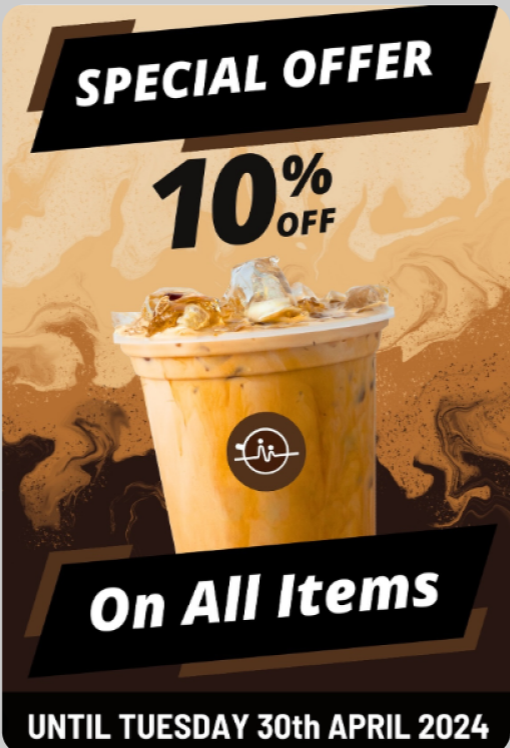 SPECIAL OFFER
10%
OFF
On All Items
UNTIL TUESDAY 30th APRIL 2024